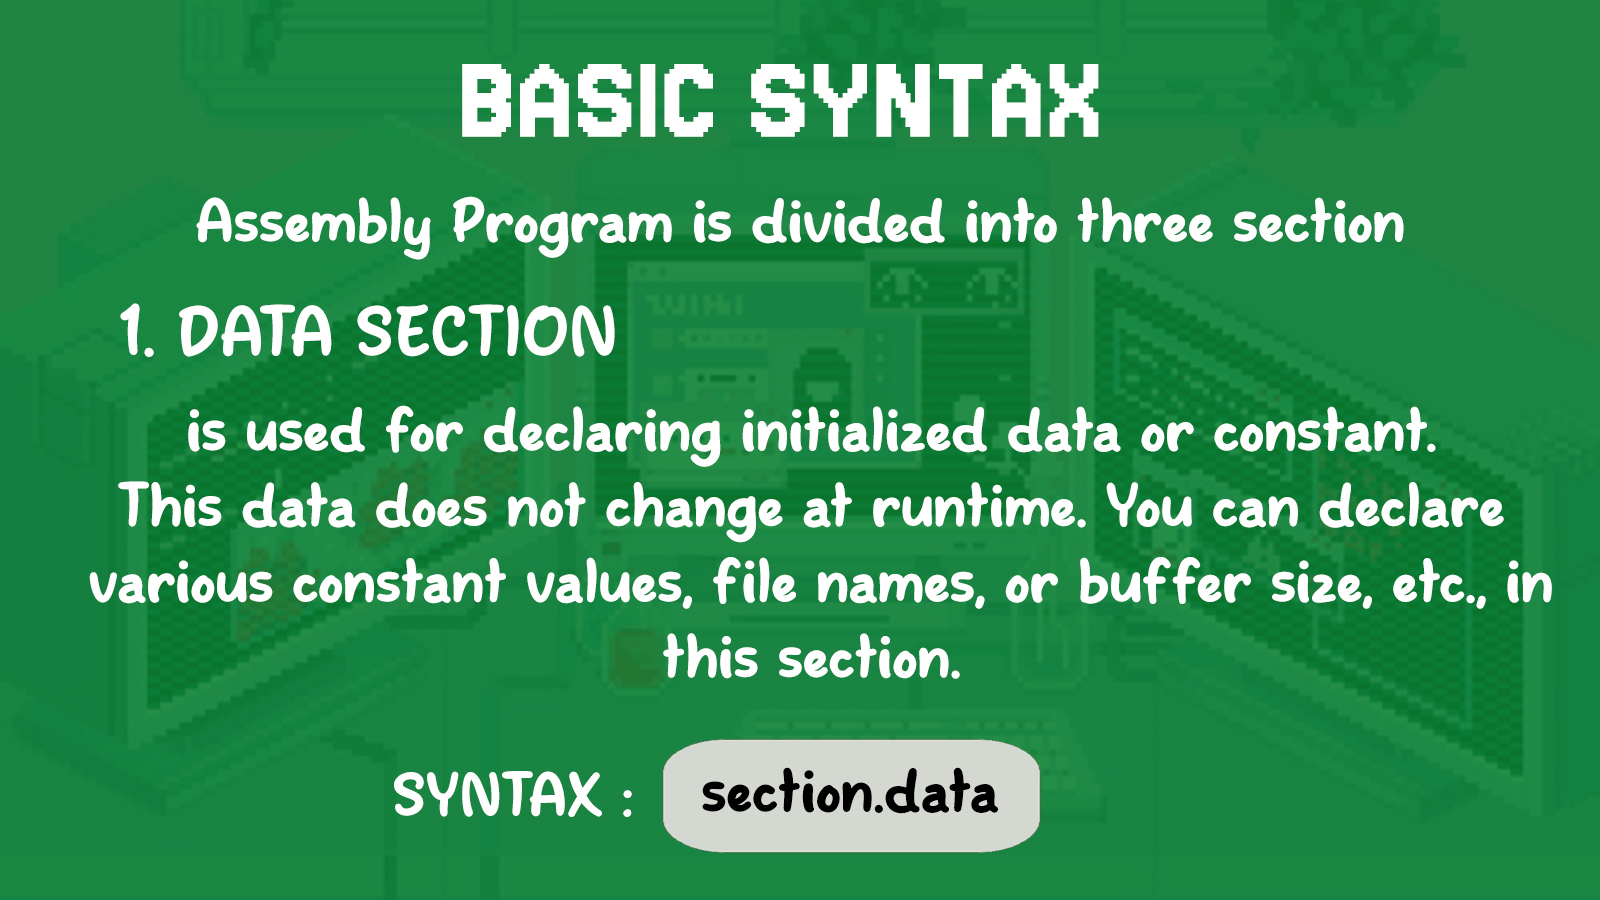 BASIC SYNTAX
Assembly Program is divided into three section
1. DATA SECTION
is used for declaring initialized data or constant.
This data does not change at runtime. You can declare
various constant values, file names, or buffer size, etc., in
this section.
SYNTAX : section.data